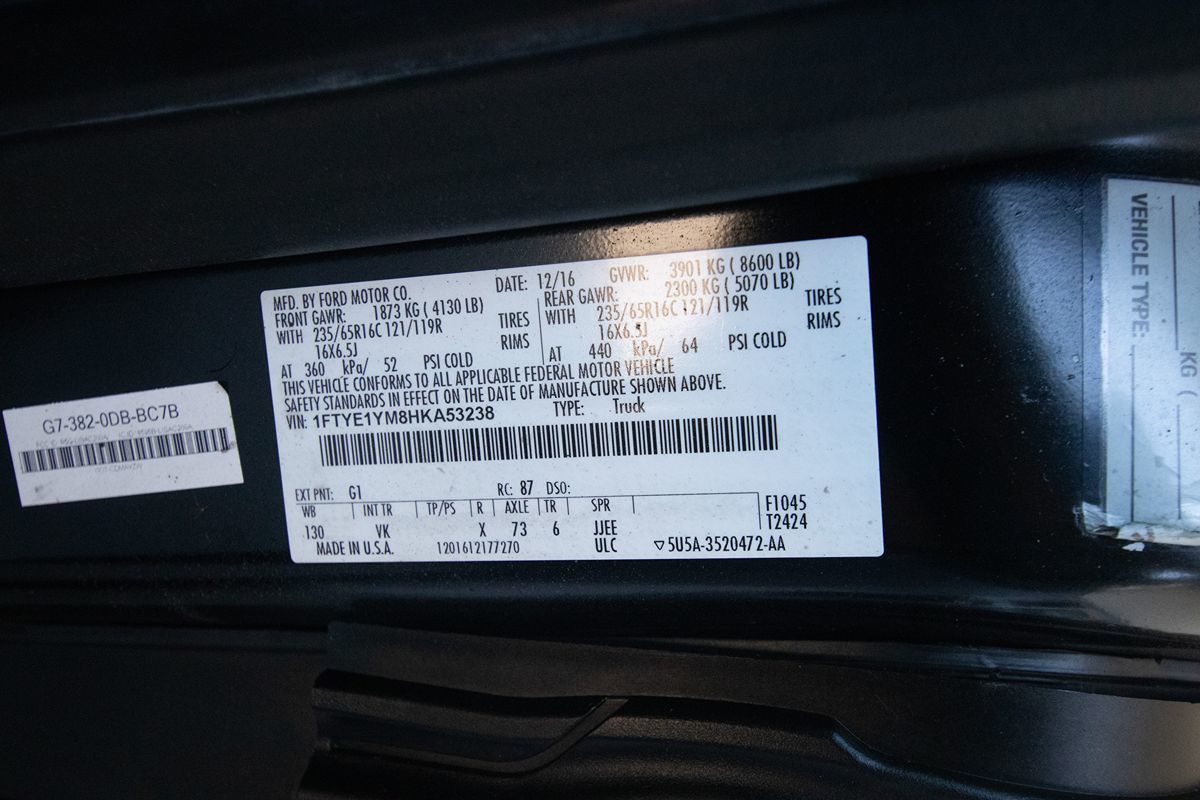 MFD. BY FORD MOTOR CO. DATE: 12/16 GVWR: 3901 KG ( 8600 LB)
FRONT GAWR: 1873 KG ( 4130 LB) REAR GAWR: 2300 KG ( 5070 LB)
WITH 235/65R16C 121/119R TIRES WITH 235/65R16C 121/119R TIRES
16X6.5J RIMS 16X6.5J RIMS
AT 360 kPa/ 52 PSI COLD AT 440 kPa/ 64 PSI COLD
THIS VEHICLE CONFORMS TO ALL APPLICABLE FEDERAL MOTOR VEHICLE
SAFETY STANDARDS IN EFFECT ON THE DATE OF MANUFACTURE SHOWN ABOVE.
VIN: 1FTYE1YM8HKA53238 TYPE: Truck
EXT PNT: G1 RC: 87 DSO:
WB INT TR TP/PS R AXLE TR SPR F1045
130 VK X 73 6 JJEE T2424
MADE IN U.S.A. 1201612177270 ULC ▽5U5A-3520472-AA
G7-382-0DB-BC7B
VEHICLE TYPE:
KG (